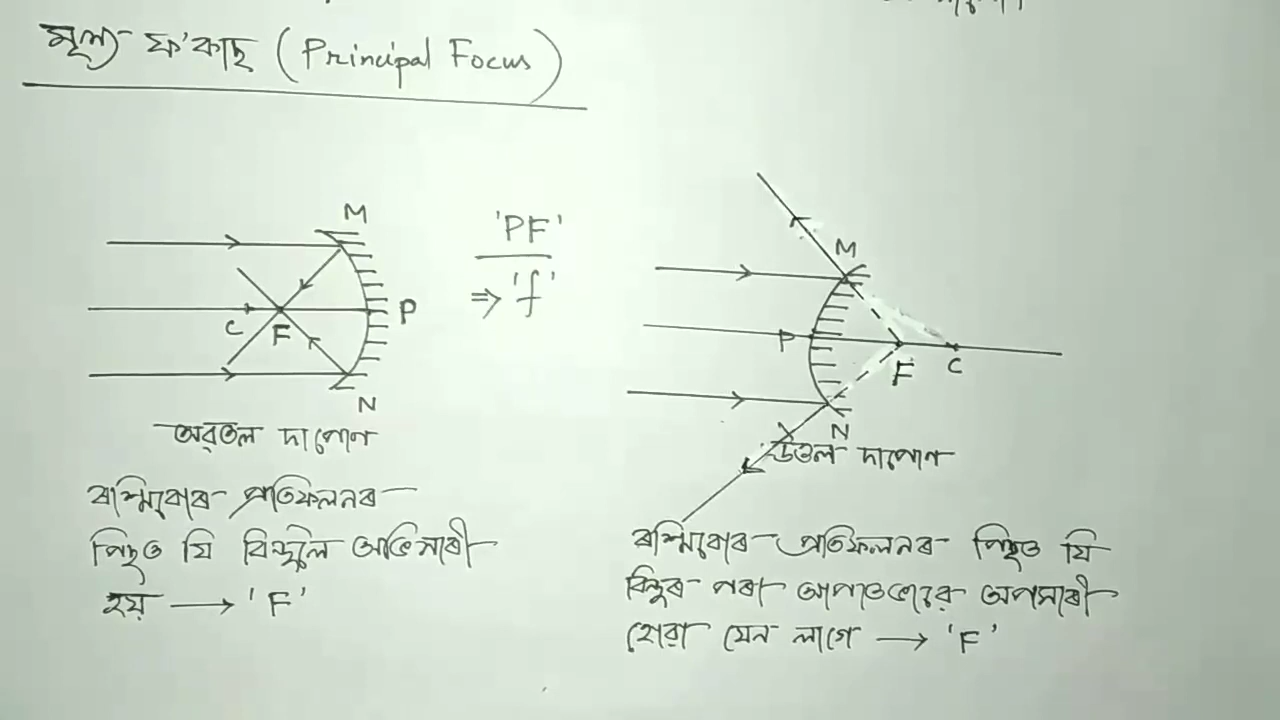 মূখ্য ফ'কাছ (Principal Focus)
M
'PF'
⇒ 'f'
C F P
N
অৱতল দাপোণ
ৰশ্মিবোৰ প্ৰতিফলনৰ
পিছত যি বিন্দুলৈ অভিসাৰী
হয় → 'F'
M
P F C
N
উত্তল দাপোণ
ৰশ্মিবোৰ প্ৰতিফলনৰ পিছত যি
বিন্দুৰ পৰা আপাতভাৱে অপসাৰী
হোৱা যেন লাগে → 'F'